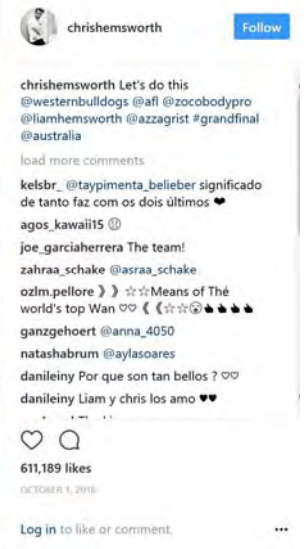 chrishemsworth
Follow
chrishemsworth Let's do this
@westernbulldogs @afl @zocobodypro
@liamhemsworth @azzagrist #grandfinal
@australia
load more comments
kelsbr_ @taypimenta_belieber significado
de tanto faz com os dois últimos ❤
agos_kawaii15 ☹
joe_garciaherrera The team!
zahraa_schake @asraa_schake
ozlm.pellore 》 》 ☆☆Means of The
world's top Wan ♡♡《 《☆☆😮👍👍👍👍
ganzgehoert @anna_4050
natashabrum @aylasoares
danileiny Por que son tan bellos ? ♡♡
danileiny Liam y chris los amo ♥♥
611,189 likes
OCTOBER 1, 2016
Log in to like or comment.